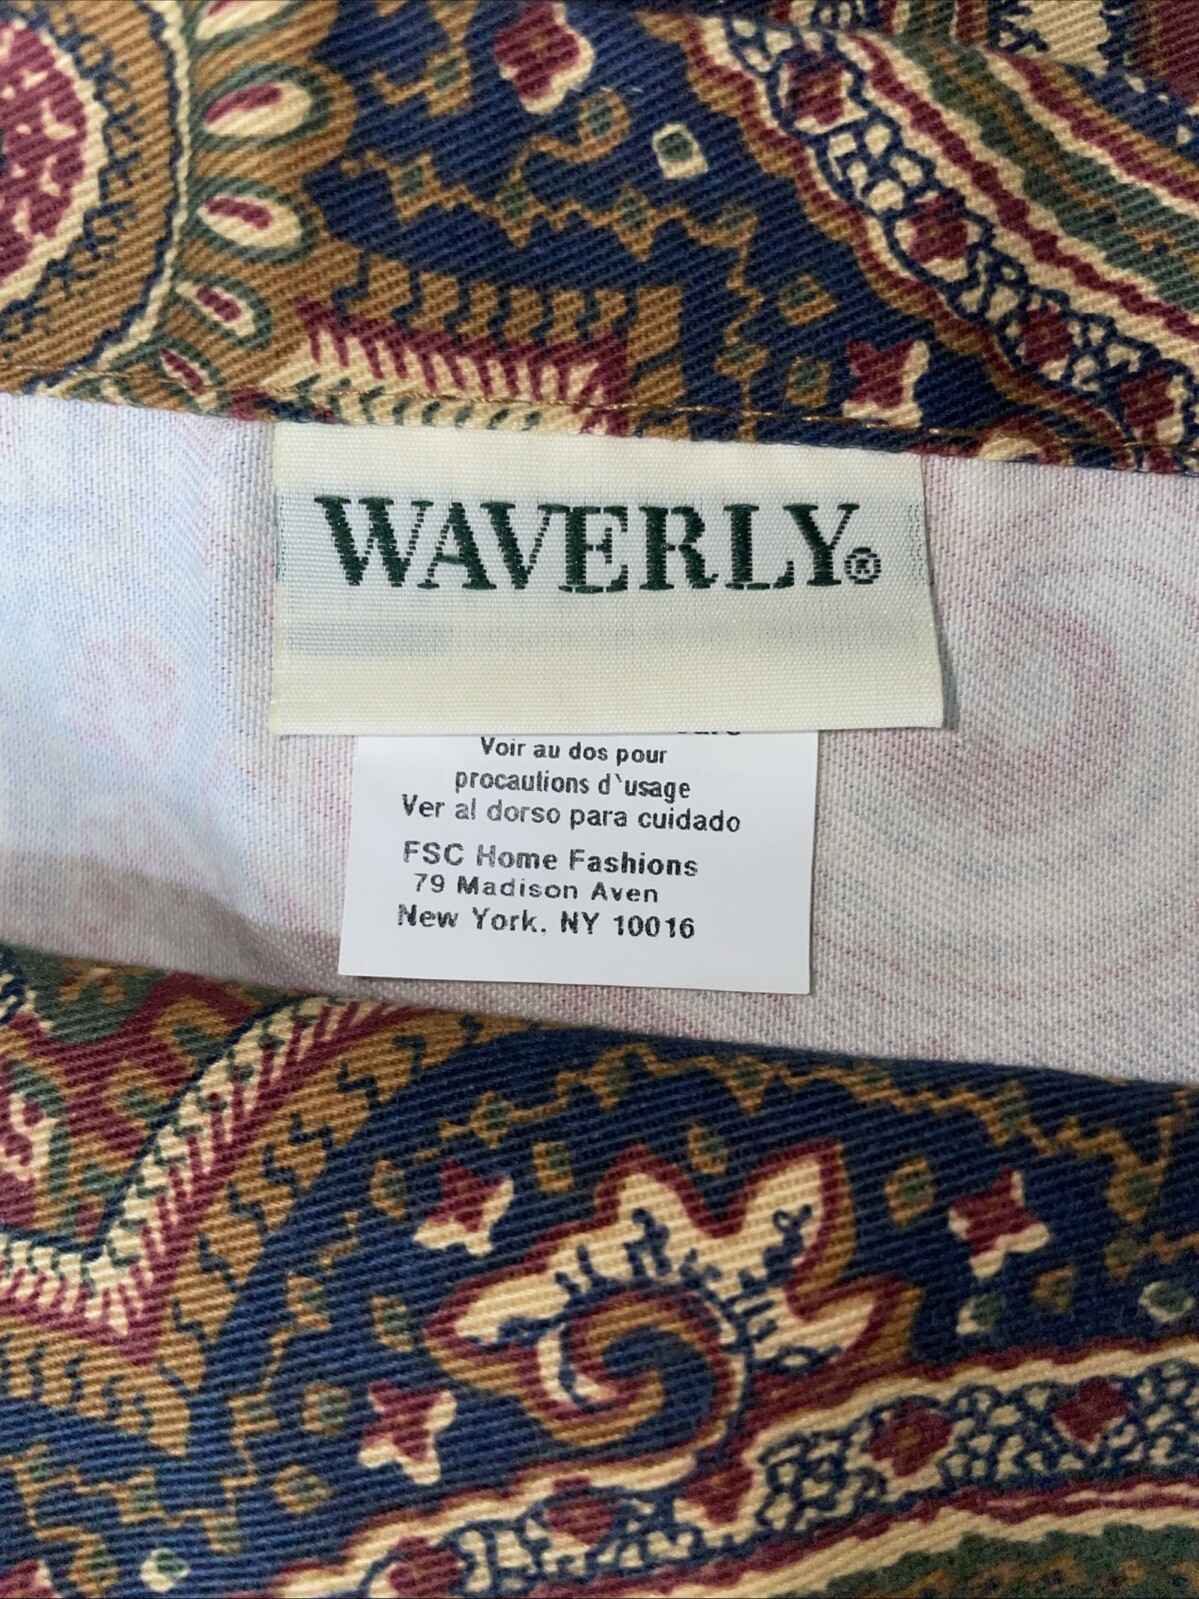 WAVERLY®
Voir au dos pour
procautions d`usage
Ver al dorso para cuidado
FSC Home Fashions
79 Madison Aven
New York, NY 10016